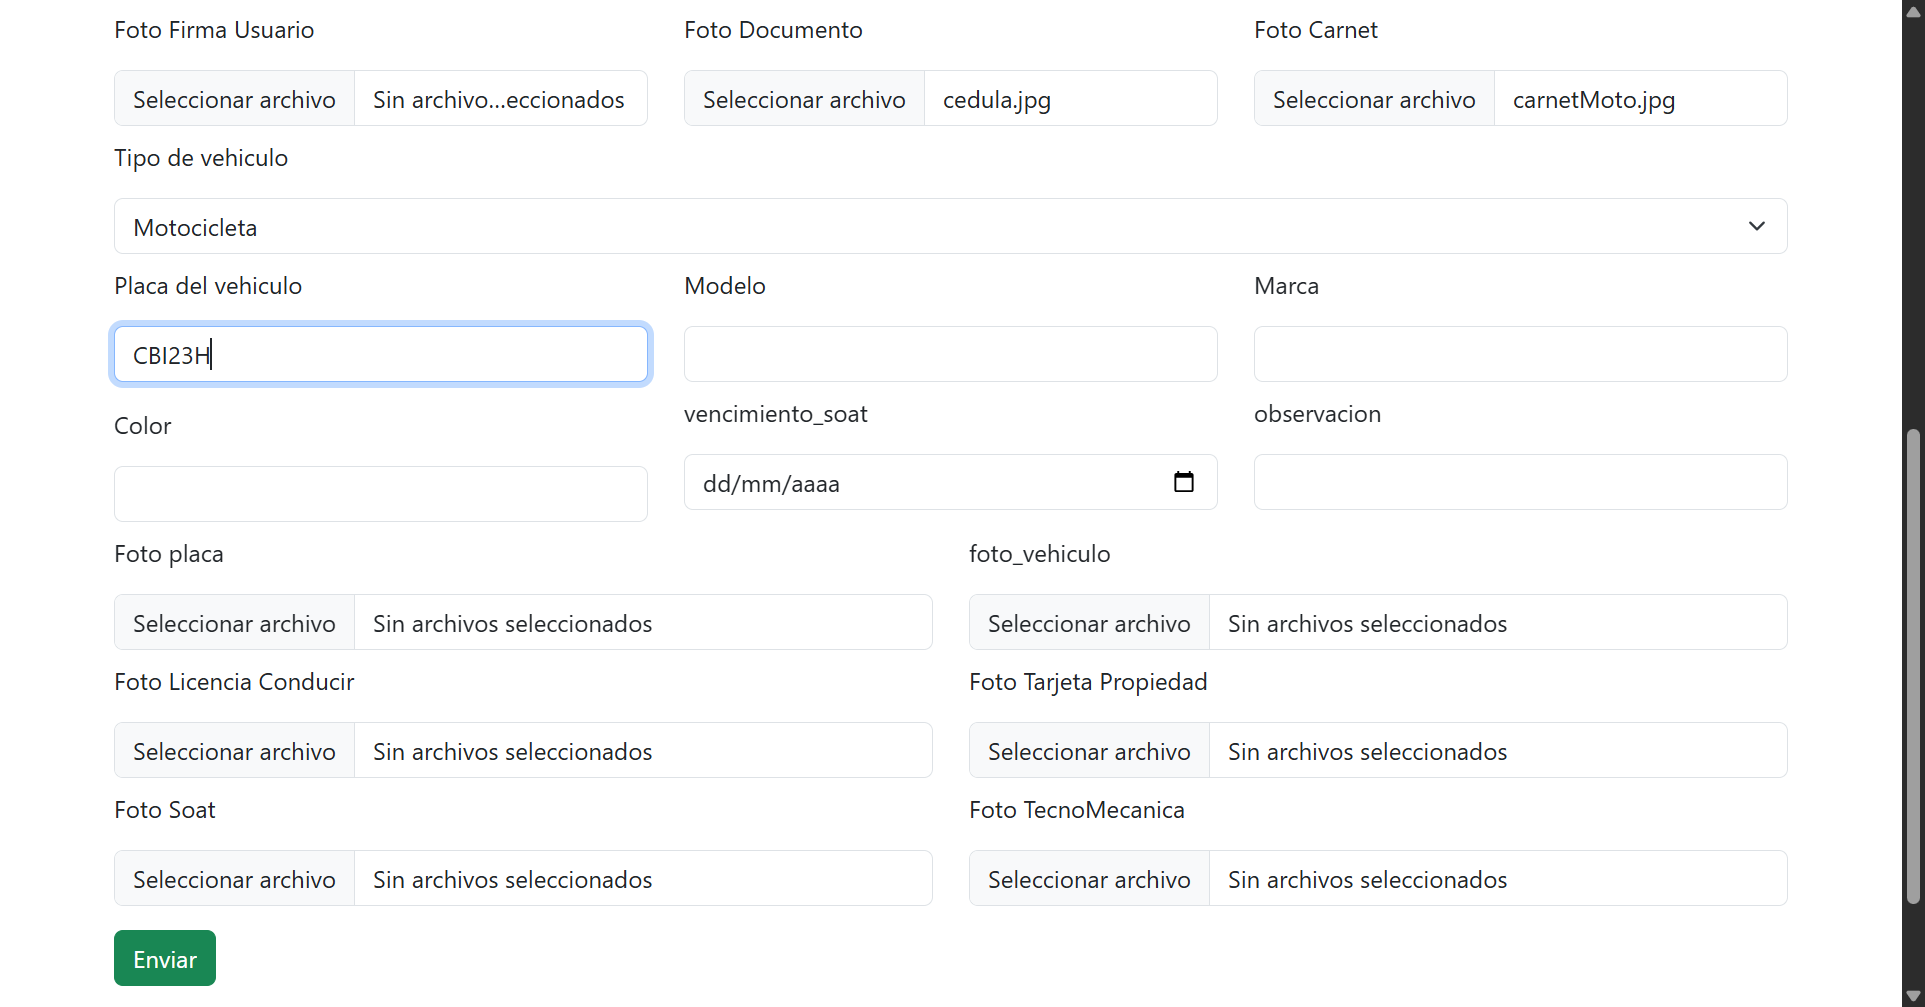 Foto Firma Usuario
Foto Documento
Foto Carnet
Seleccionar archivo Sin archivo...eccionados
Seleccionar archivo cedula.jpg
Seleccionar archivo carnetMoto.jpg
Tipo de vehiculo
Motocicleta
Placa del vehiculo
Modelo
Marca
CBI23H
Color
vencimiento_soat
observacion
dd/mm/aaaa
Foto placa
foto_vehiculo
Seleccionar archivo Sin archivos seleccionados
Seleccionar archivo Sin archivos seleccionados
Foto Licencia Conducir
Foto Tarjeta Propiedad
Seleccionar archivo Sin archivos seleccionados
Seleccionar archivo Sin archivos seleccionados
Foto Soat
Foto TecnoMecanica
Seleccionar archivo Sin archivos seleccionados
Seleccionar archivo Sin archivos seleccionados
Enviar